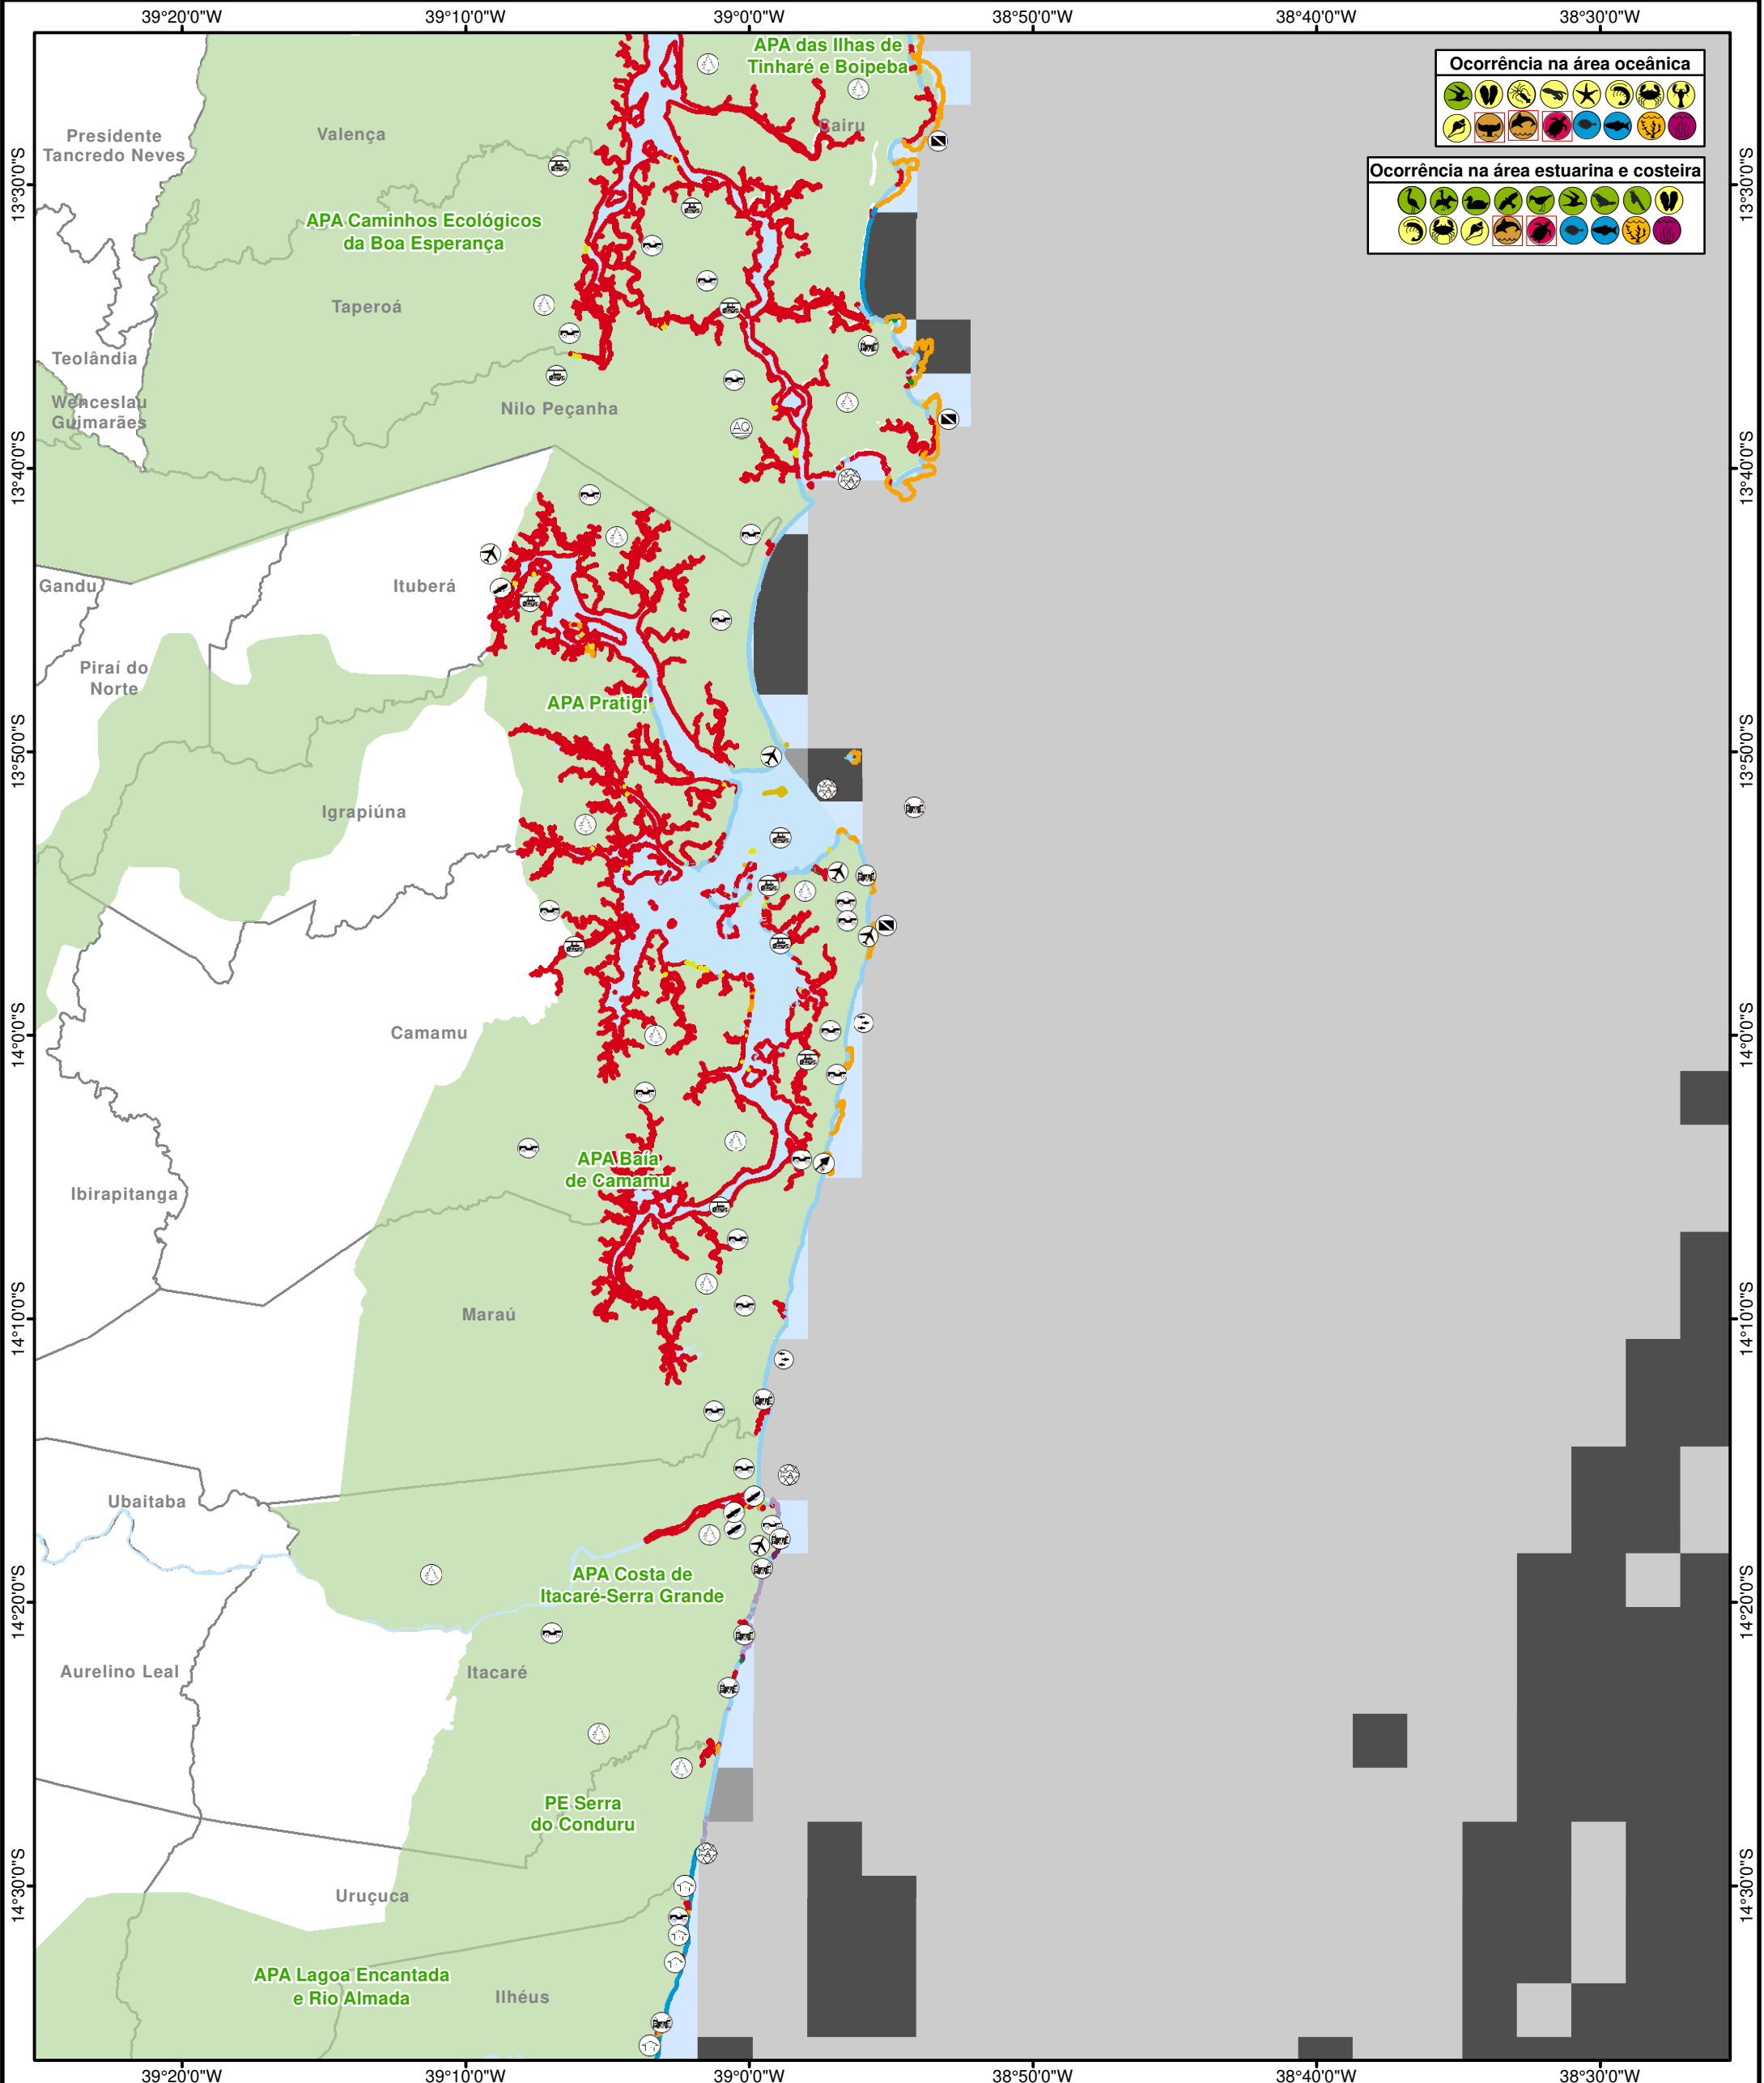 39°20'0"W 39°10'0"W 39°0'0"W 38°50'0"W 38°40'0"W 38°30'0"W
APA das Ilhas de
Tinharé e Boipeba
Ocorrência na área oceânica
Cairu
Presidente
Tancredo Neves
Valença
Ocorrência na área estuarina e costeira
13°30'0"S 13°30'0"S
APA Caminhos Ecológicos
da Boa Esperança
Taperoá
Teolândia
Wenceslau
Guimarães
Nilo Peçanha
AQ
13°40'0"S 13°40'0"S
Gandu
Ituberá
Piraí do
Norte
APA Pratigi
13°50'0"S 13°50'0"S
Igrapiúna
Camamu
14°0'0"S 14°0'0"S
APA Baía
de Camamu
Ibirapitanga
Maraú
14°10'0"S 14°10'0"S
Ubaitaba
APA Costa de
Itacaré-Serra Grande
14°20'0"S 14°20'0"S
Aurelino Leal
Itacaré
PE Serra
do Conduru
14°30'0"S 14°30'0"S
Uruçuca
APA Lagoa Encantada
e Rio Almada
Ilhéus
39°20'0"W 39°10'0"W 39°0'0"W 38°50'0"W 38°40'0"W 38°30'0"W